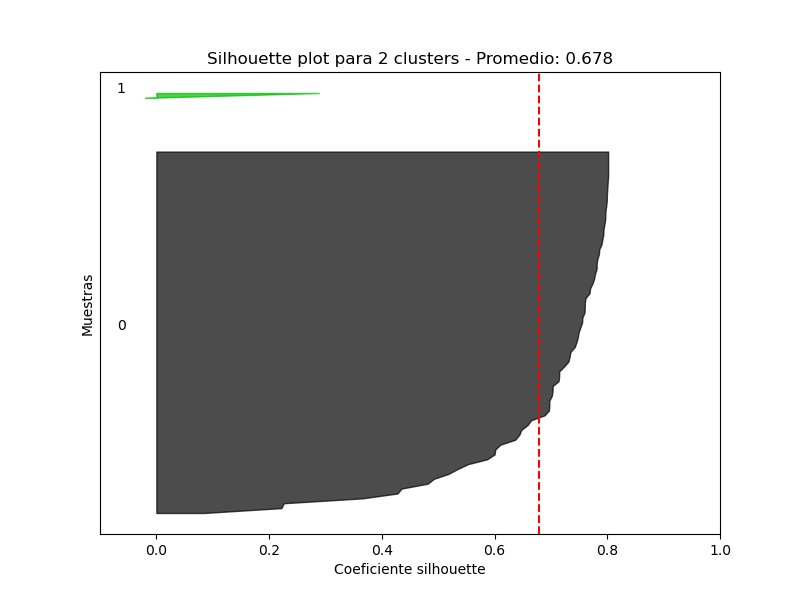 Silhouette plot para 2 clusters - Promedio: 0.678
1
0
Muestras
0.0 0.2 0.4 0.6 0.8 1.0
Coeficiente silhouette